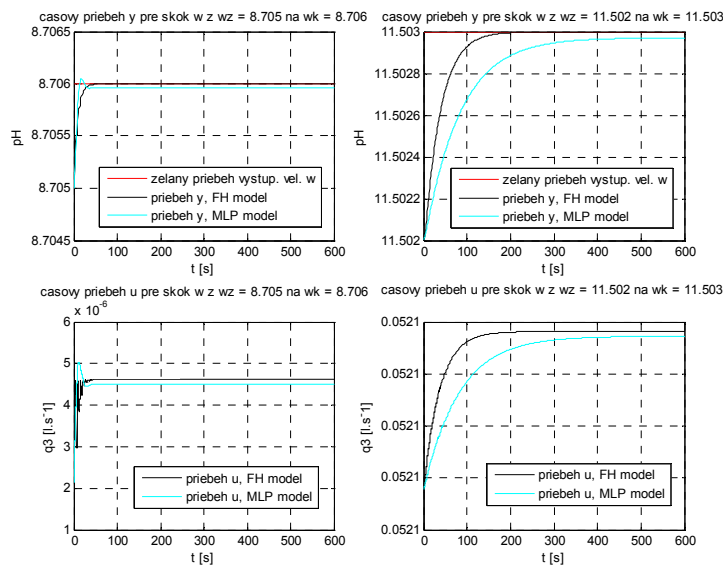 casovy priebeh y pre skok w z wz = 8.705 na wk = 8.706
8.7065
8.706
8.7055
8.705
8.7045
pH
zelany priebeh vystup. vel. w
priebeh y, FH model
priebeh y, MLP model
0 100 200 300 400 500 600
t [s]
casovy priebeh y pre skok w z wz = 11.502 na wk = 11.503
11.503
11.5028
11.5026
11.5024
11.5022
11.502
pH
zelany priebeh vystup. vel. w
priebeh y, FH model
priebeh y, MLP model
0 100 200 300 400 500 600
t [s]
casovy priebeh u pre skok w z wz = 8.705 na wk = 8.706
x 10^-6
6
5
4
3
2
1
q3 [l.s-1]
priebeh u, FH model
priebeh u, MLP model
0 100 200 300 400 500 600
t [s]
casovy priebeh u pre skok w z wz = 11.502 na wk = 11.503
0.0521
0.0521
0.0521
0.0521
0.0521
q3 [l.s-1]
priebeh u, FH model
priebeh u, MLP model
0 100 200 300 400 500 600
t [s]